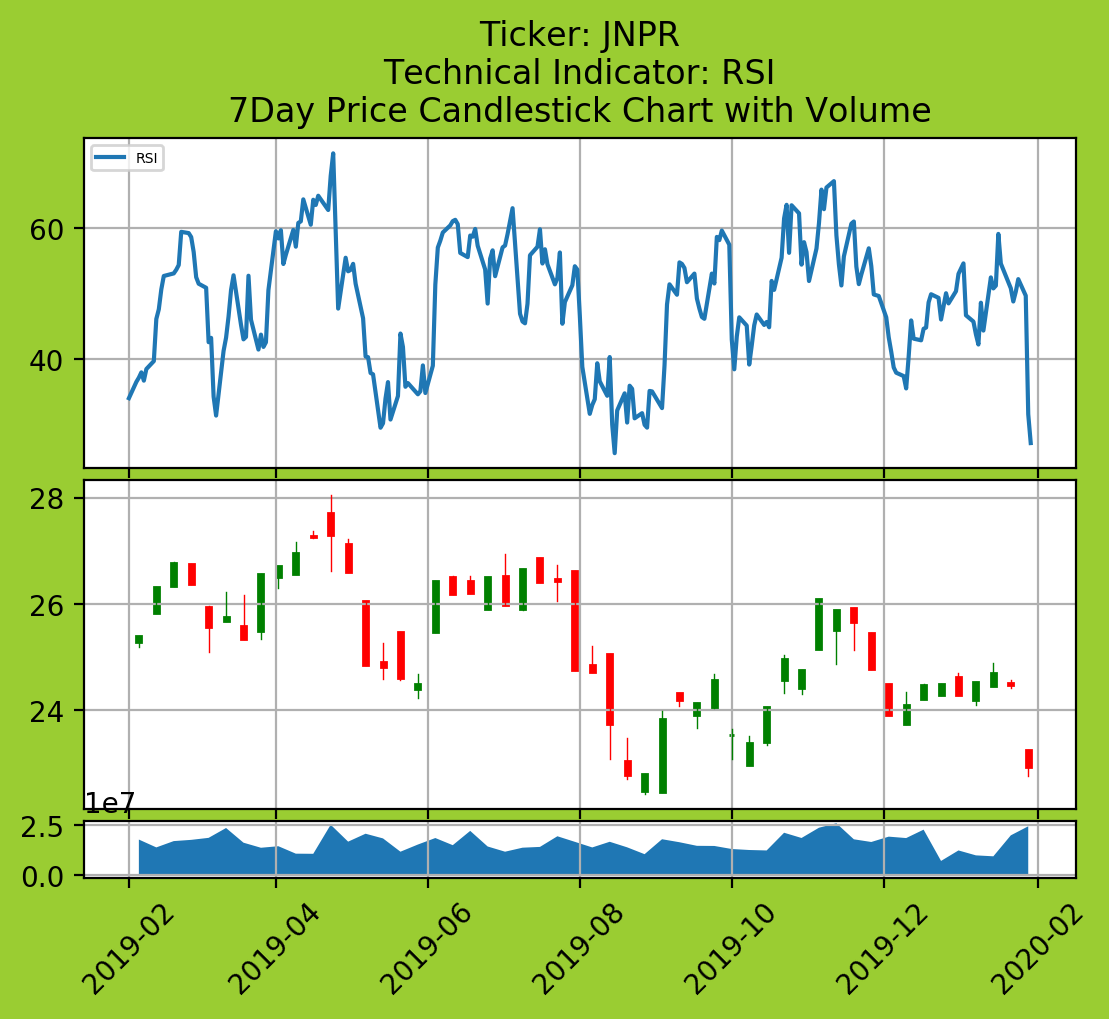 Ticker: JNPR
Technical Indicator: RSI
7Day Price Candlestick Chart with Volume
RSI
60
40
28
26
24
1e7
2.5
0.0
2019-02
2019-04
2019-06
2019-08
2019-10
2019-12
2020-02